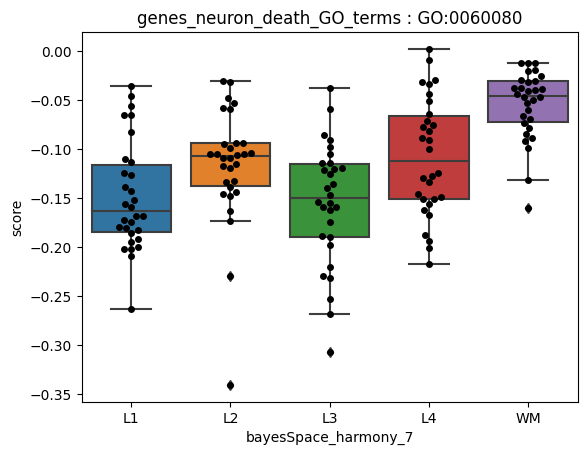 genes_neuron_death_GO_terms : GO:0060080
0.00
−0.05
−0.10
−0.15
−0.20
−0.25
−0.30
−0.35
score
L1 L2 L3 L4 WM
bayesSpace_harmony_7